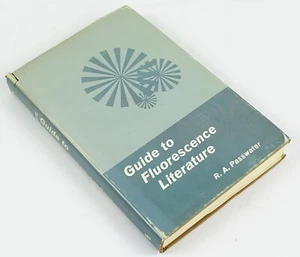 Guide to
Fluorescence
Literature
R. A. Passwater
Guide to